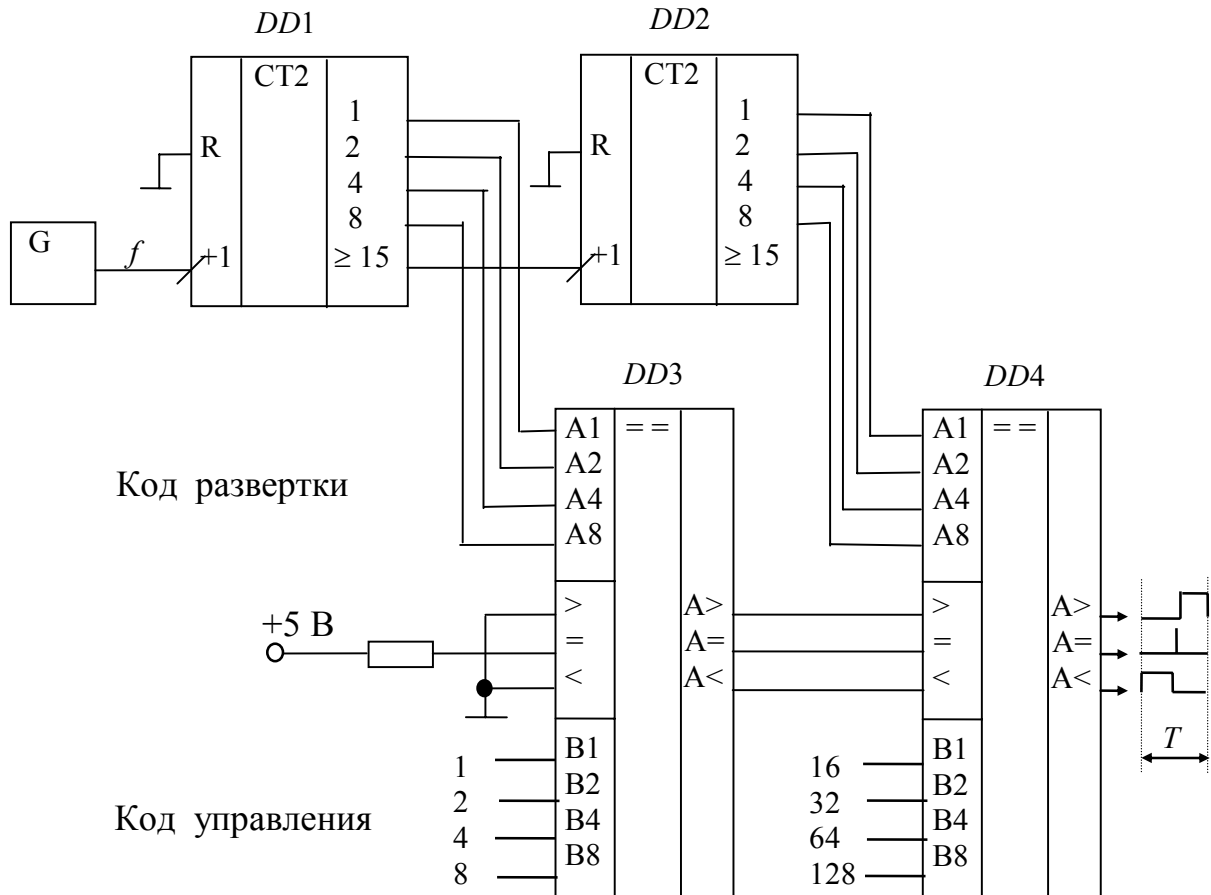 DD1
DD2
CT2
1
2
4
8
≥ 15
R
+1
G
f
CT2
1
2
4
8
≥ 15
R
+1
DD3
DD4
Код развертки
A1
A2
A4
A8
= =
A1
A2
A4
A8
= =
+5 В
>
=
<
A>
A=
A<
>
=
<
A>
A=
A<
T
Код управления
1
2
4
8
B1
B2
B4
B8
16
32
64
128
B1
B2
B4
B8